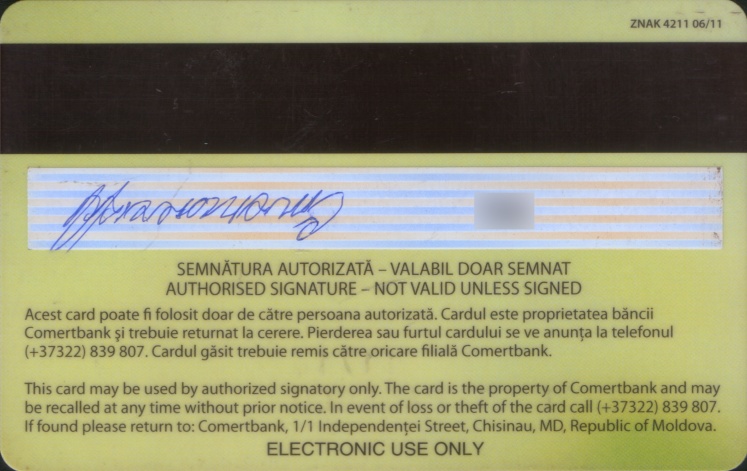 ZNAK 4211 06/11
SEMNĂTURA AUTORIZATĂ – VALABIL DOAR SEMNAT
AUTHORISED SIGNATURE – NOT VALID UNLESS SIGNED
Acest card poate fi folosit doar de către persoana autorizată. Cardul este proprietatea băncii
Comertbank şi trebuie returnat la cerere. Pierderea sau furtul cardului se ve anunţa la telefonul
(+37322) 839 807. Cardul găsit trebuie remis către oricare filială Comertbank.
This card may be used by authorized signatory only. The card is the property of Comertbank and may
be recalled at any time without prior notice. In event of loss or theft of the card call (+37322) 839 807.
If found please return to: Comertbank, 1/1 Independenţei Street, Chisinau, MD, Republic of Moldova.
ELECTRONIC USE ONLY